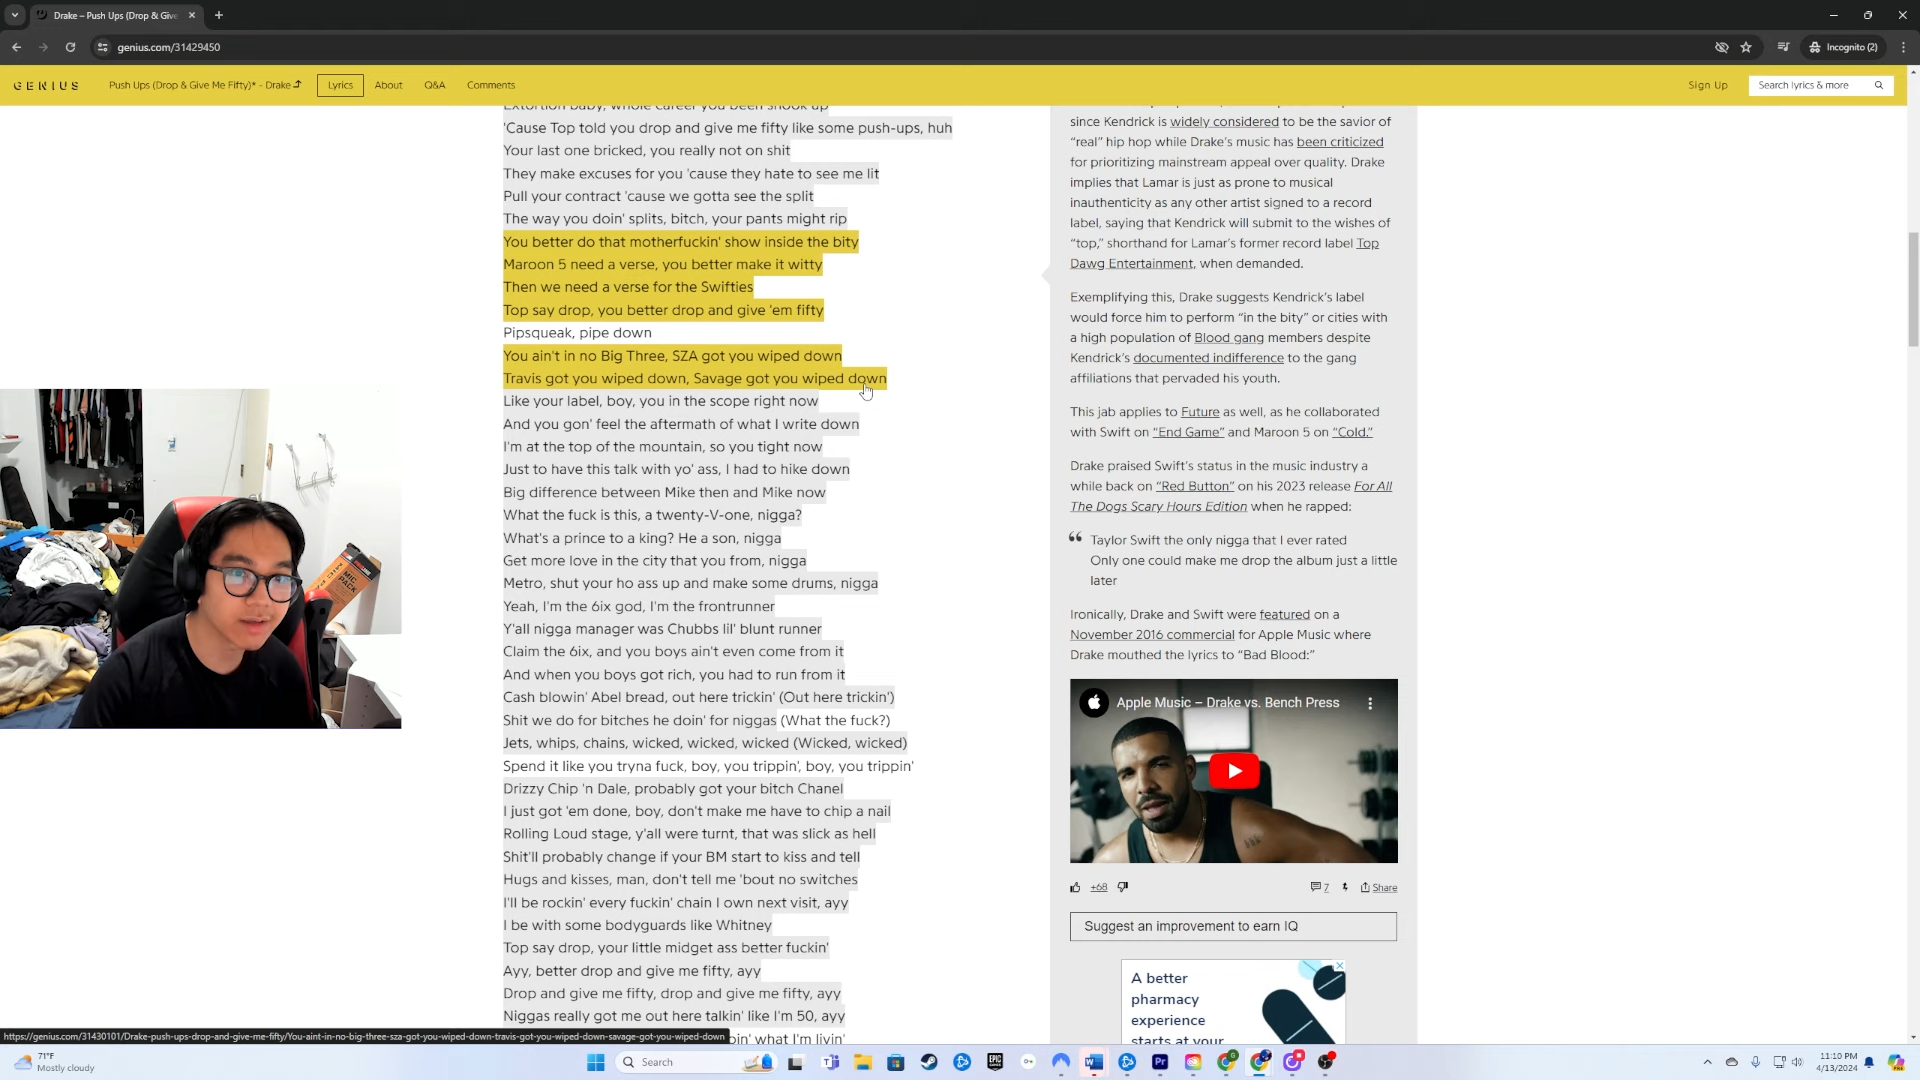 Drake – Push Ups (Drop & Give
genius.com/31429450
Incognito (2)
GENIUS
Push Ups (Drop & Give Me Fifty)* - Drake
Lyrics
About
Q&A
Comments
Sign Up
Search lyrics & more
Extortion baby, whole career you been shook up
'Cause Top told you drop and give me fifty like some push-ups, huh
Your last one bricked, you really not on shit
They make excuses for you 'cause they hate to see me lit
Pull your contract 'cause we gotta see the split
The way you doin' splits, bitch, your pants might rip
You better do that motherfuckin' show inside the bity
Maroon 5 need a verse, you better make it witty
Then we need a verse for the Swifties
Top say drop, you better drop and give 'em fifty
Pipsqueak, pipe down
You ain't in no Big Three, SZA got you wiped down
Travis got you wiped down, Savage got you wiped down
Like your label, boy, you in the scope right now
And you gon' feel the aftermath of what I write down
I'm at the top of the mountain, so you tight now
Just to have this talk with yo' ass, I had to hike down
Big difference between Mike then and Mike now
What the fuck is this, a twenty-V-one, nigga?
What's a prince to a king? He a son, nigga
Get more love in the city that you from, nigga
Metro, shut your ho ass up and make some drums, nigga
Yeah, I'm the 6ix god, I'm the frontrunner
Y'all nigga manager was Chubbs lil' blunt runner
Claim the 6ix, and you boys ain't even come from it
And when you boys got rich, you had to run from it
Cash blowin' Abel bread, out here trickin' (Out here trickin')
Shit we do for bitches he doin' for niggas (What the fuck?)
Jets, whips, chains, wicked, wicked, wicked (Wicked, wicked)
Spend it like you tryna fuck, boy, you trippin', boy, you trippin'
Drizzy Chip 'n Dale, probably got your bitch Chanel
I just got 'em done, boy, don't make me have to chip a nail
Rolling Loud stage, y'all were turnt, that was slick as hell
Shit'll probably change if your BM start to kiss and tell
Hugs and kisses, man, don't tell me 'bout no switches
I'll be rockin' every fuckin' chain I own next visit, ayy
I be with some bodyguards like Whitney
Top say drop, your little midget ass better fuckin'
Ayy, better drop and give me fifty, ayy
Drop and give me fifty, drop and give me fifty, ayy
Niggas really got me out here talkin' like I'm 50, ayy
pin' what I'm livin'
since Kendrick is widely considered to be the savior of
“real” hip hop while Drake’s music has been criticized
for prioritizing mainstream appeal over quality. Drake
implies that Lamar is just as prone to musical
inauthenticity as any other artist signed to a record
label, saying that Kendrick will submit to the wishes of
“top,” shorthand for Lamar’s former record label Top
Dawg Entertainment, when demanded.
Exemplifying this, Drake suggests Kendrick’s label
would force him to perform “in the bity” or cities with
a high population of Blood gang members despite
Kendrick’s documented indifference to the gang
affiliations that pervaded his youth.
This jab applies to Future as well, as he collaborated
with Swift on “End Game” and Maroon 5 on “Cold.”
Drake praised Swift’s status in the music industry a
while back on “Red Button” on his 2023 release For All
The Dogs Scary Hours Edition when he rapped:
“ Taylor Swift the only nigga that I ever rated
Only one could make me drop the album just a little
later
Ironically, Drake and Swift were featured on a
November 2016 commercial for Apple Music where
Drake mouthed the lyrics to “Bad Blood:”
Apple Music – Drake vs. Bench Press
+68
7
Share
Suggest an improvement to earn IQ
A better
pharmacy
experience
starts at your
MIC
PACK
https://genius.com/31430101/Drake-push-ups-drop-and-give-me-fifty/You-aint-in-no-big-three-sza-got-you-wiped-down-travis-got-you-wiped-down-savage-got-you-wiped-down
71°F
Mostly cloudy
Search
11:10 PM
4/13/2024